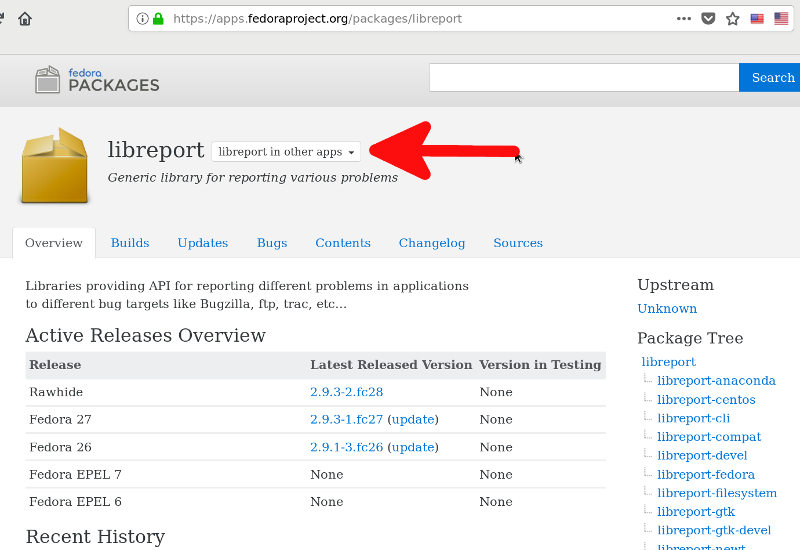 https://apps.fedoraproject.org/packages/libreport
fedora
PACKAGES
Search
libreport libreport in other apps
Generic library for reporting various problems
Overview Builds Updates Bugs Contents Changelog Sources
Libraries providing API for reporting different problems in applications
to different bug targets like Bugzilla, ftp, trac, etc...
Active Releases Overview
Release Latest Released Version Version in Testing
Rawhide 2.9.3-2.fc28 None
Fedora 27 2.9.3-1.fc27 (update) None
Fedora 26 2.9.1-3.fc26 (update) None
Fedora EPEL 7 None None
Fedora EPEL 6 None None
Recent History
Upstream
Unknown
Package Tree
libreport
libreport-anaconda
libreport-centos
libreport-cli
libreport-compat
libreport-devel
libreport-fedora
libreport-filesystem
libreport-gtk
libreport-gtk-devel
libreport-newt